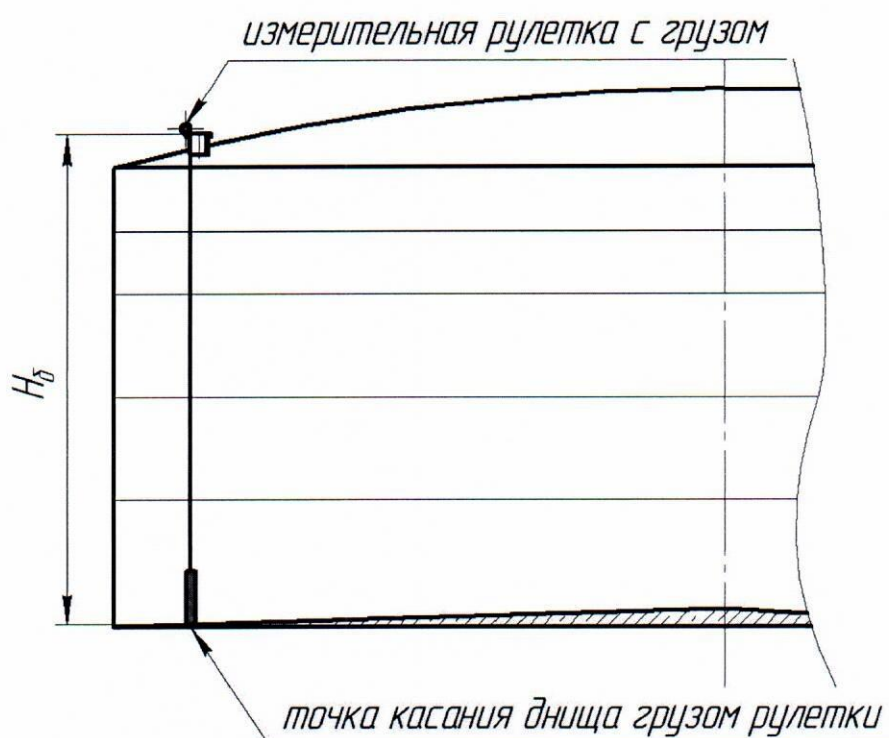 измерительная рулетка с грузом
Hб
точка касания днища грузом рулетки